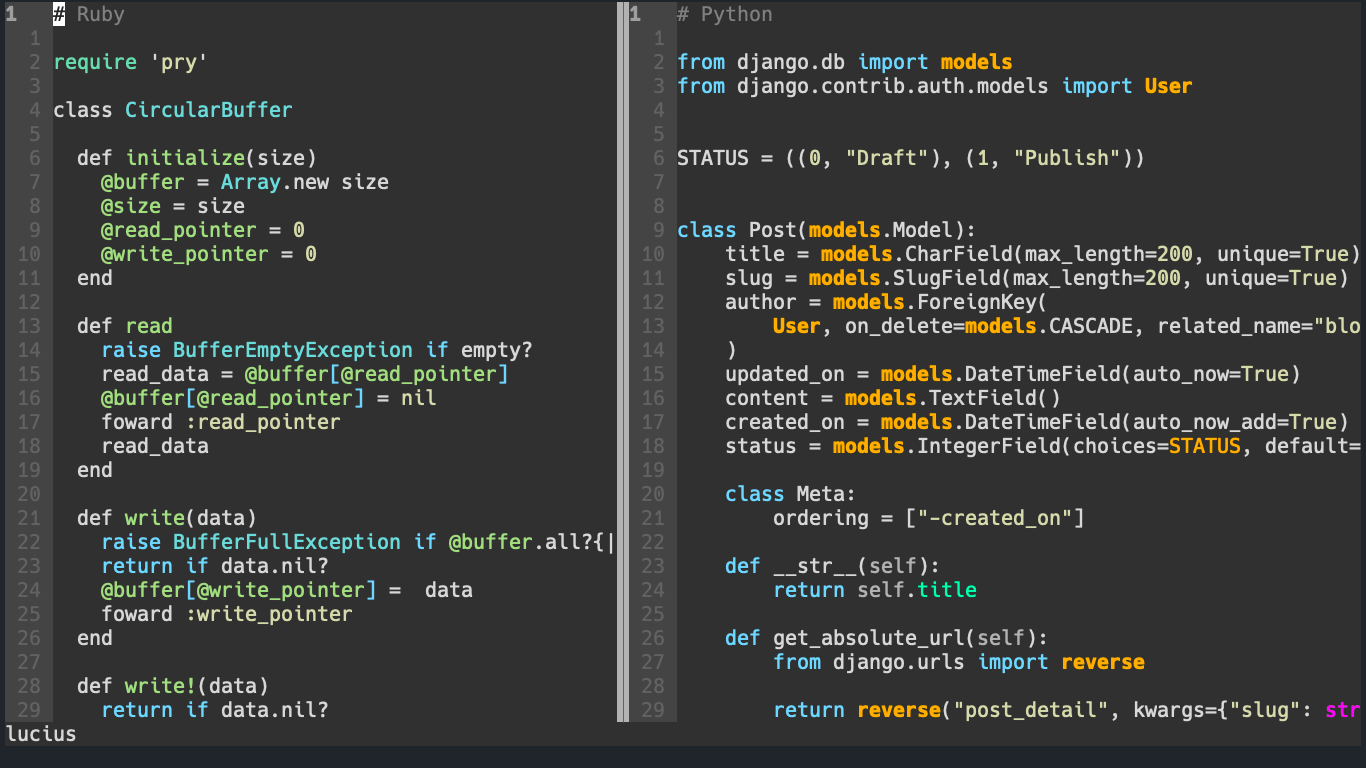 1 # Ruby
1
2 require 'pry'
3
4 class CircularBuffer
5
6   def initialize(size)
7     @buffer = Array.new size
8     @size = size
9     @read_pointer = 0
10     @write_pointer = 0
11   end
12
13   def read
14     raise BufferEmptyException if empty?
15     read_data = @buffer[@read_pointer]
16     @buffer[@read_pointer] = nil
17     foward :read_pointer
18     read_data
19   end
20
21   def write(data)
22     raise BufferFullException if @buffer.all?{|
23     return if data.nil?
24     @buffer[@write_pointer] =  data
25     foward :write_pointer
26   end
27
28   def write!(data)
29     return if data.nil?
1 # Python
1
2 from django.db import models
3 from django.contrib.auth.models import User
4
5
6 STATUS = ((0, "Draft"), (1, "Publish"))
7
8
9 class Post(models.Model):
10     title = models.CharField(max_length=200, unique=True)
11     slug = models.SlugField(max_length=200, unique=True)
12     author = models.ForeignKey(
13         User, on_delete=models.CASCADE, related_name="blo
14     )
15     updated_on = models.DateTimeField(auto_now=True)
16     content = models.TextField()
17     created_on = models.DateTimeField(auto_now_add=True)
18     status = models.IntegerField(choices=STATUS, default=
19
20     class Meta:
21         ordering = ["-created_on"]
22
23     def __str__(self):
24         return self.title
25
26     def get_absolute_url(self):
27         from django.urls import reverse
28
29         return reverse("post_detail", kwargs={"slug": str
lucius